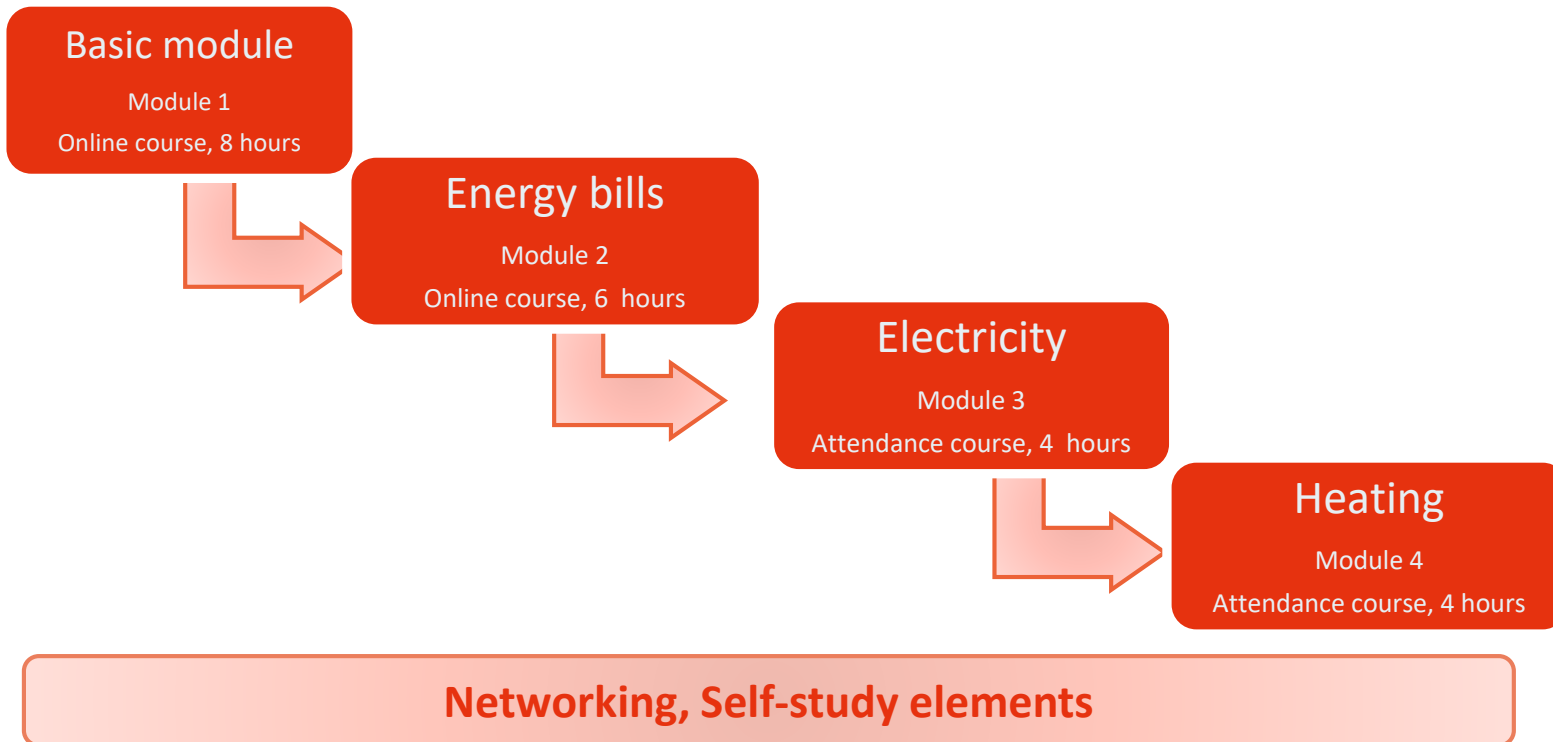 Basic module
Module 1
Online course, 8 hours
Energy bills
Module 2
Online course, 6  hours
Electricity
Module 3
Attendance course, 4  hours
Heating
Module 4
Attendance course, 4 hours
Networking, Self-study elements